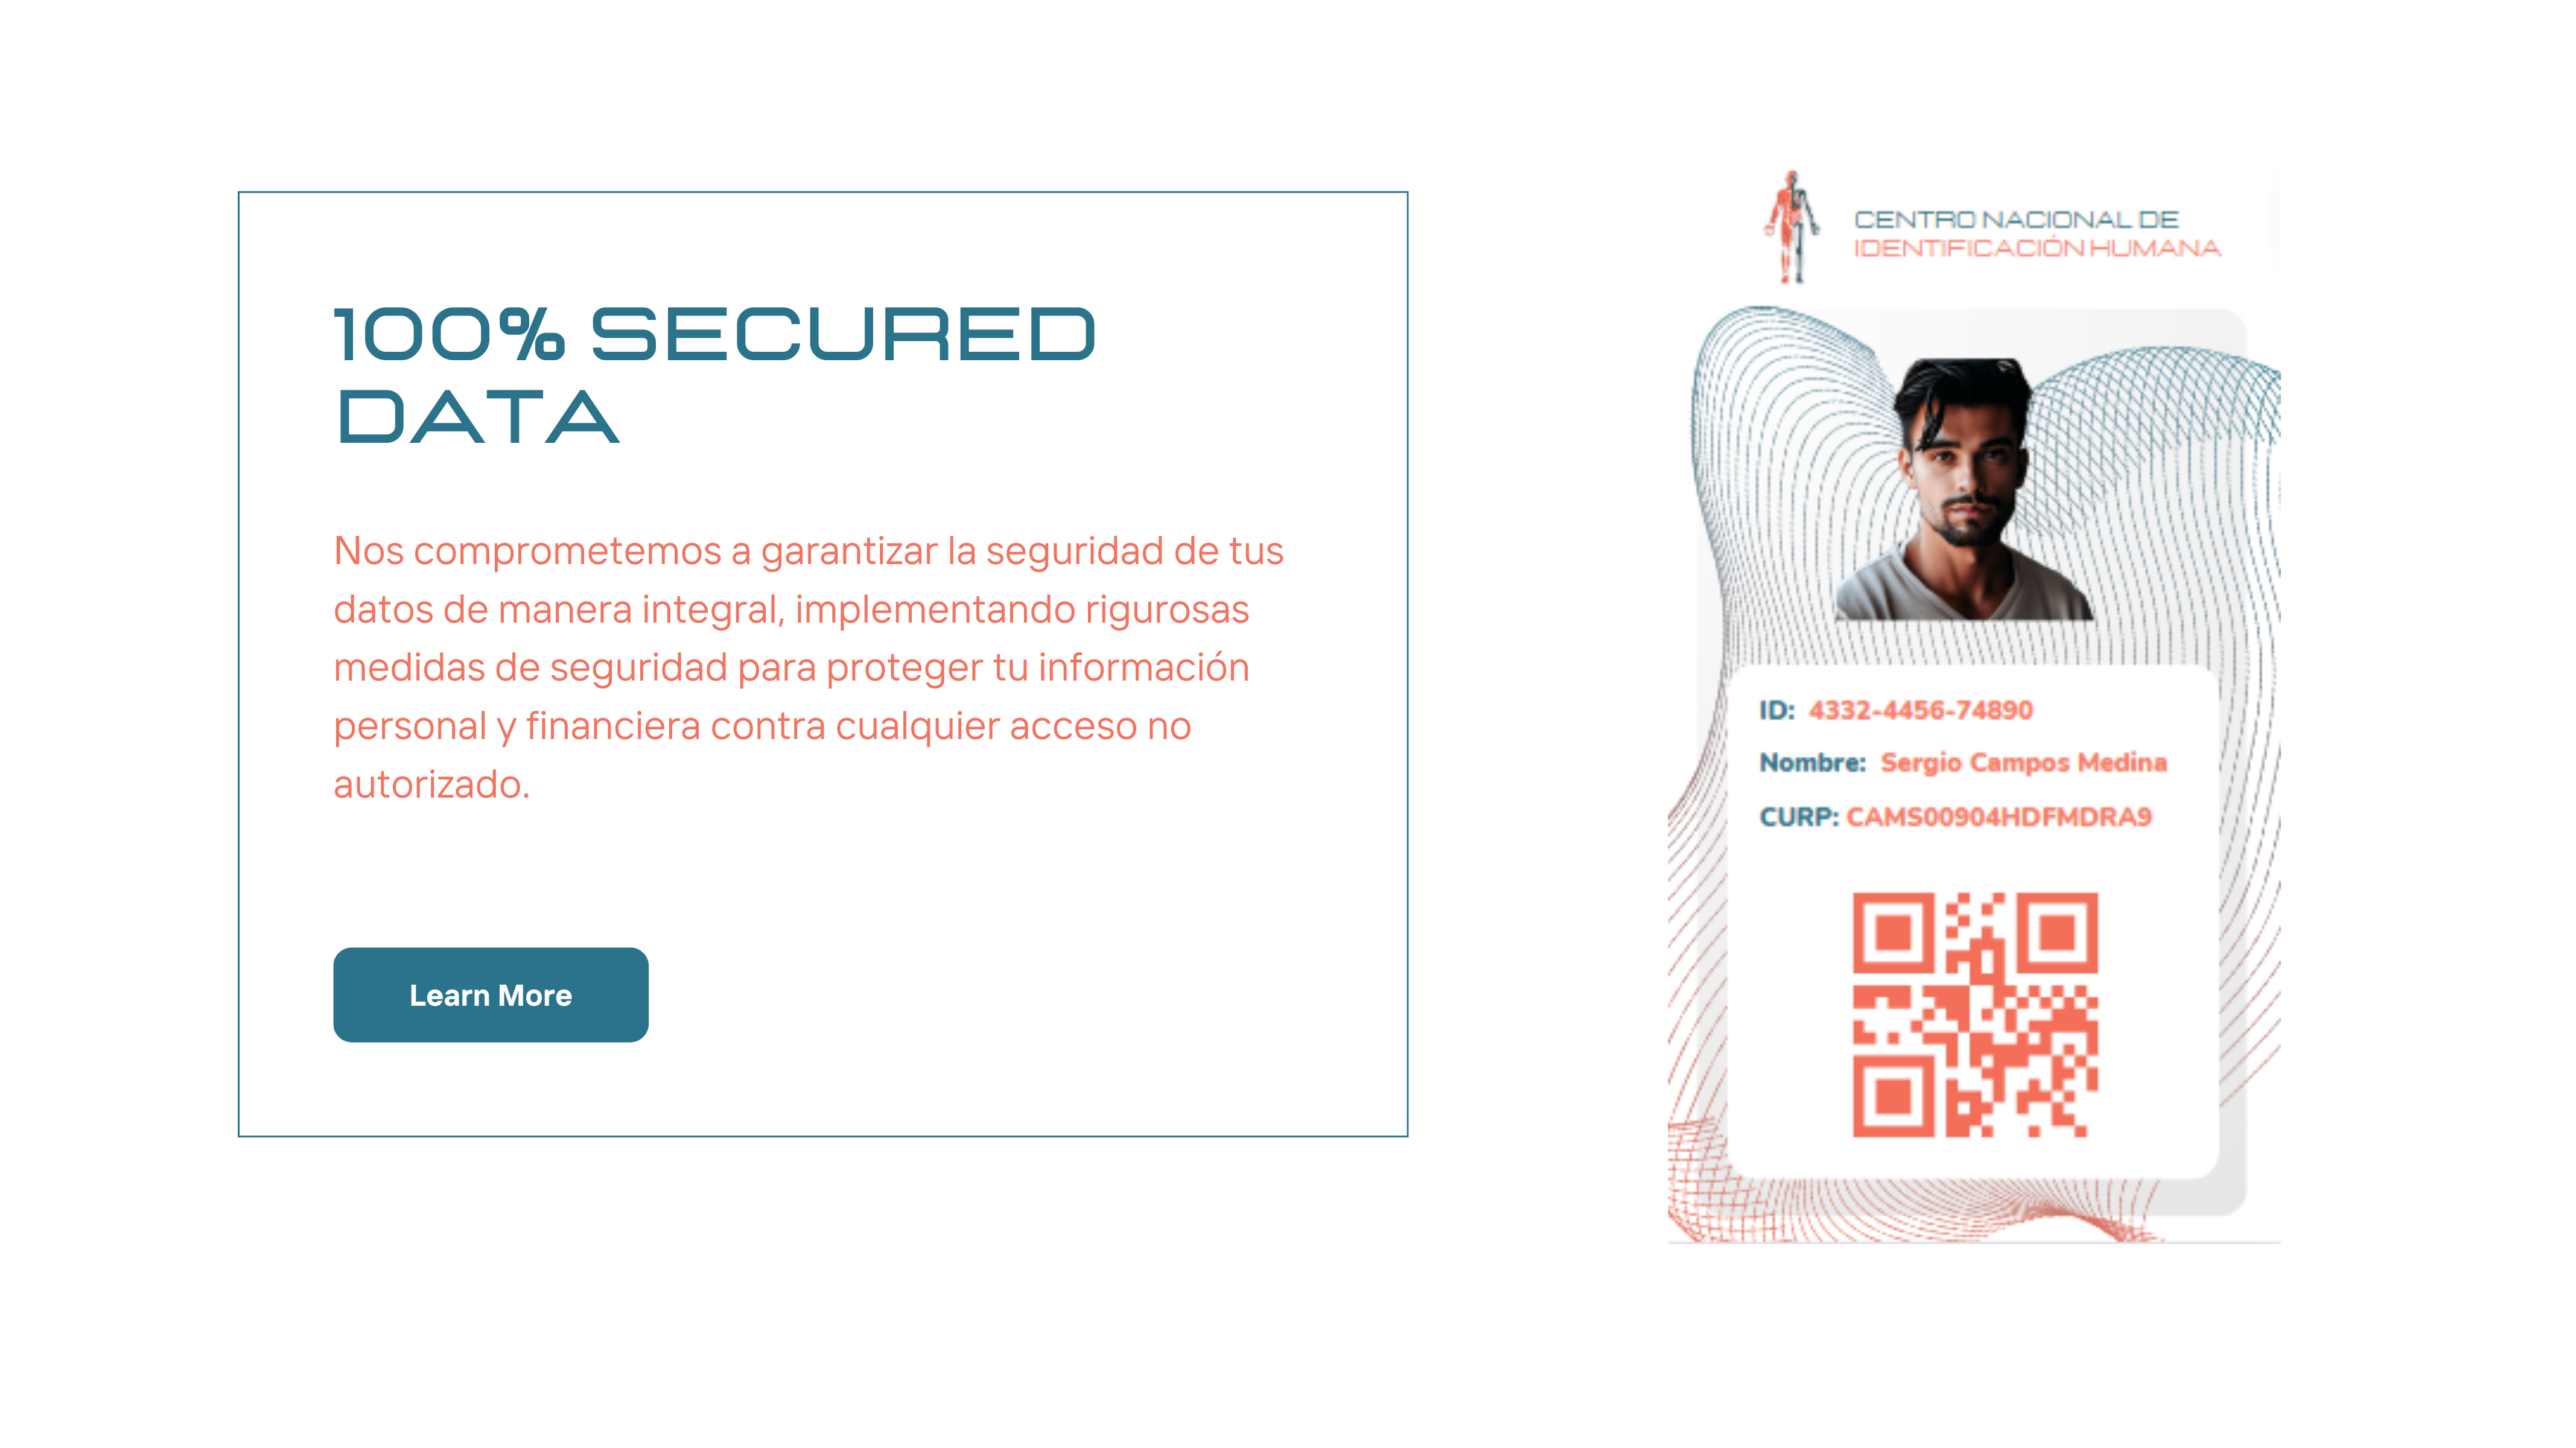 100% SECURED
DATA
Nos comprometemos a garantizar la seguridad de tus
datos de manera integral, implementando rigurosas
medidas de seguridad para proteger tu información
personal y financiera contra cualquier acceso no
autorizado.
Learn More
CENTRO NACIONAL DE
IDENTIFICACIÓN HUMANA
ID: 4332-4456-74890
Nombre: Sergio Campos Medina
CURP: CAMS00904HDFMDRA9